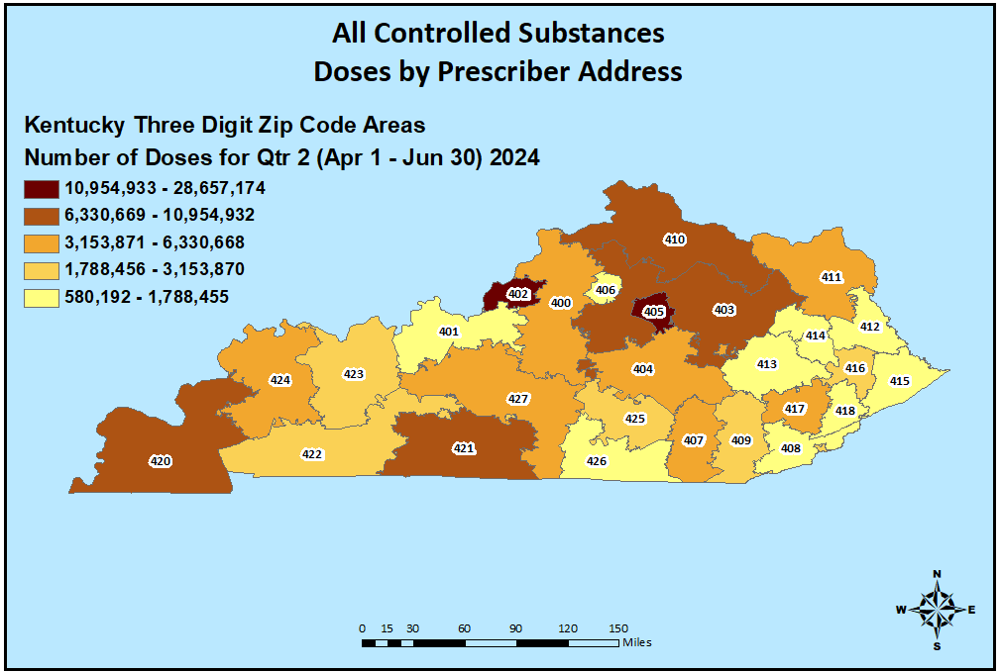 All Controlled Substances
Doses by Prescriber Address
Kentucky Three Digit Zip Code Areas
Number of Doses for Qtr 2 (Apr 1 - Jun 30) 2024
10,954,933 - 28,657,174
6,330,669 - 10,954,932
3,153,871 - 6,330,668
1,788,456 - 3,153,870
580,192 - 1,788,455
410
411
406
402
400
403
405
412
401
414
413
404
416
423
424
415
427
417
418
425
407
409
421
408
422
420
426
N
W E
S
0 15 30 60 90 120 150
Miles